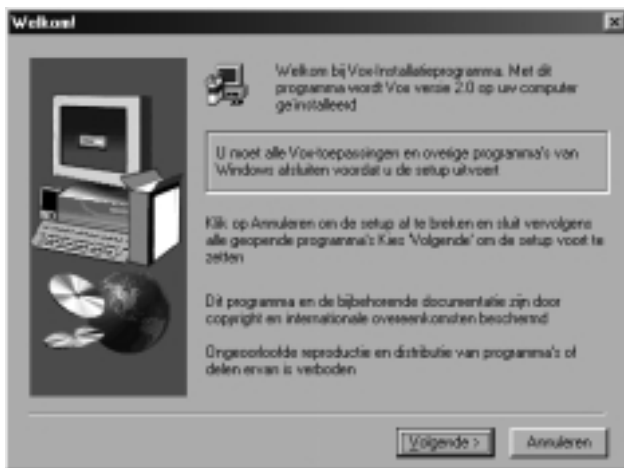 Welkom!
Welkom bij Vox-Installatieprogramma. Met dit
programma wordt Vox versie 2.0 op uw computer
geïnstalleerd
U moet alle Vox-toepassingen en overige programma's van
Windows afsluiten voordat u de setup uitvoert
Klik op Annuleren om de setup af te breken en sluit vervolgens
alle geopende programma's Kies 'Volgende' om de setup voort te
zetten
Dit programma en de bijbehorende documentatie zijn door
copyright en internationale overeenkomsten beschermd
Ongeoorloofde reproductie en distributie van programma's of
delen ervan is verboden
Volgende >
Annuleren